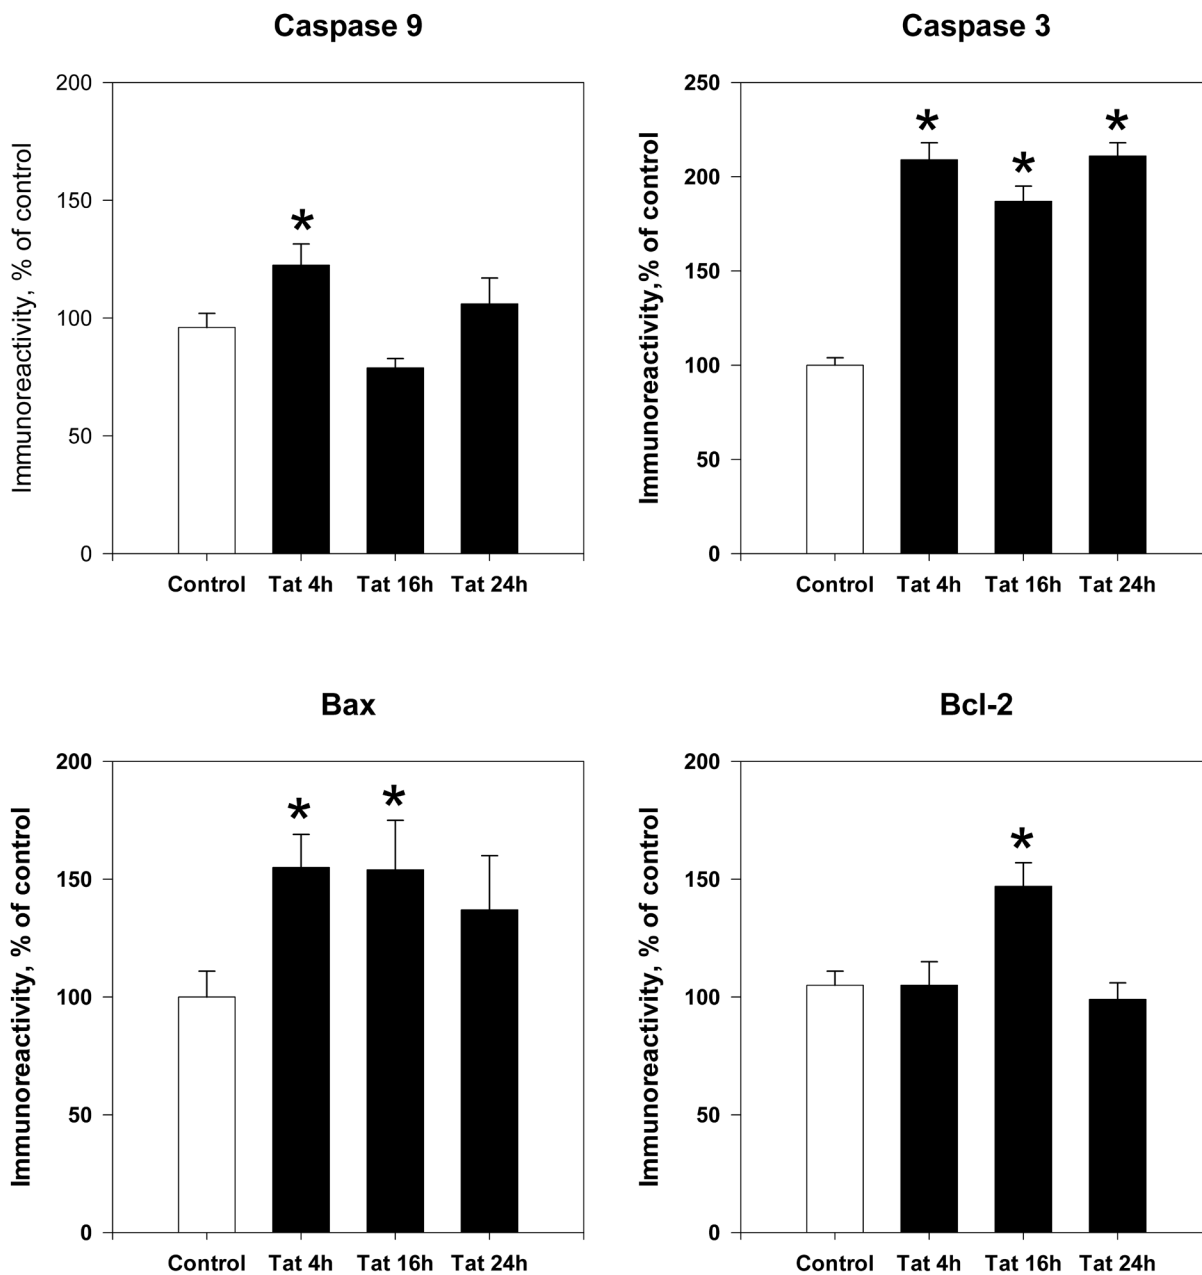 Caspase 9
Immunoreactivity, % of control
200
150
100
50
0
Control Tat 4h Tat 16h Tat 24h
*
Caspase 3
Immunoreactivity,% of control
250
200
150
100
50
0
Control Tat 4h Tat 16h Tat 24h
* * *
Bax
Immunoreactivity, % of control
200
150
100
50
0
Control Tat 4h Tat 16h Tat 24h
* *
Bcl-2
Immunoreactivity, % of control
200
150
100
50
0
Control Tat 4h Tat 16h Tat 24h
*